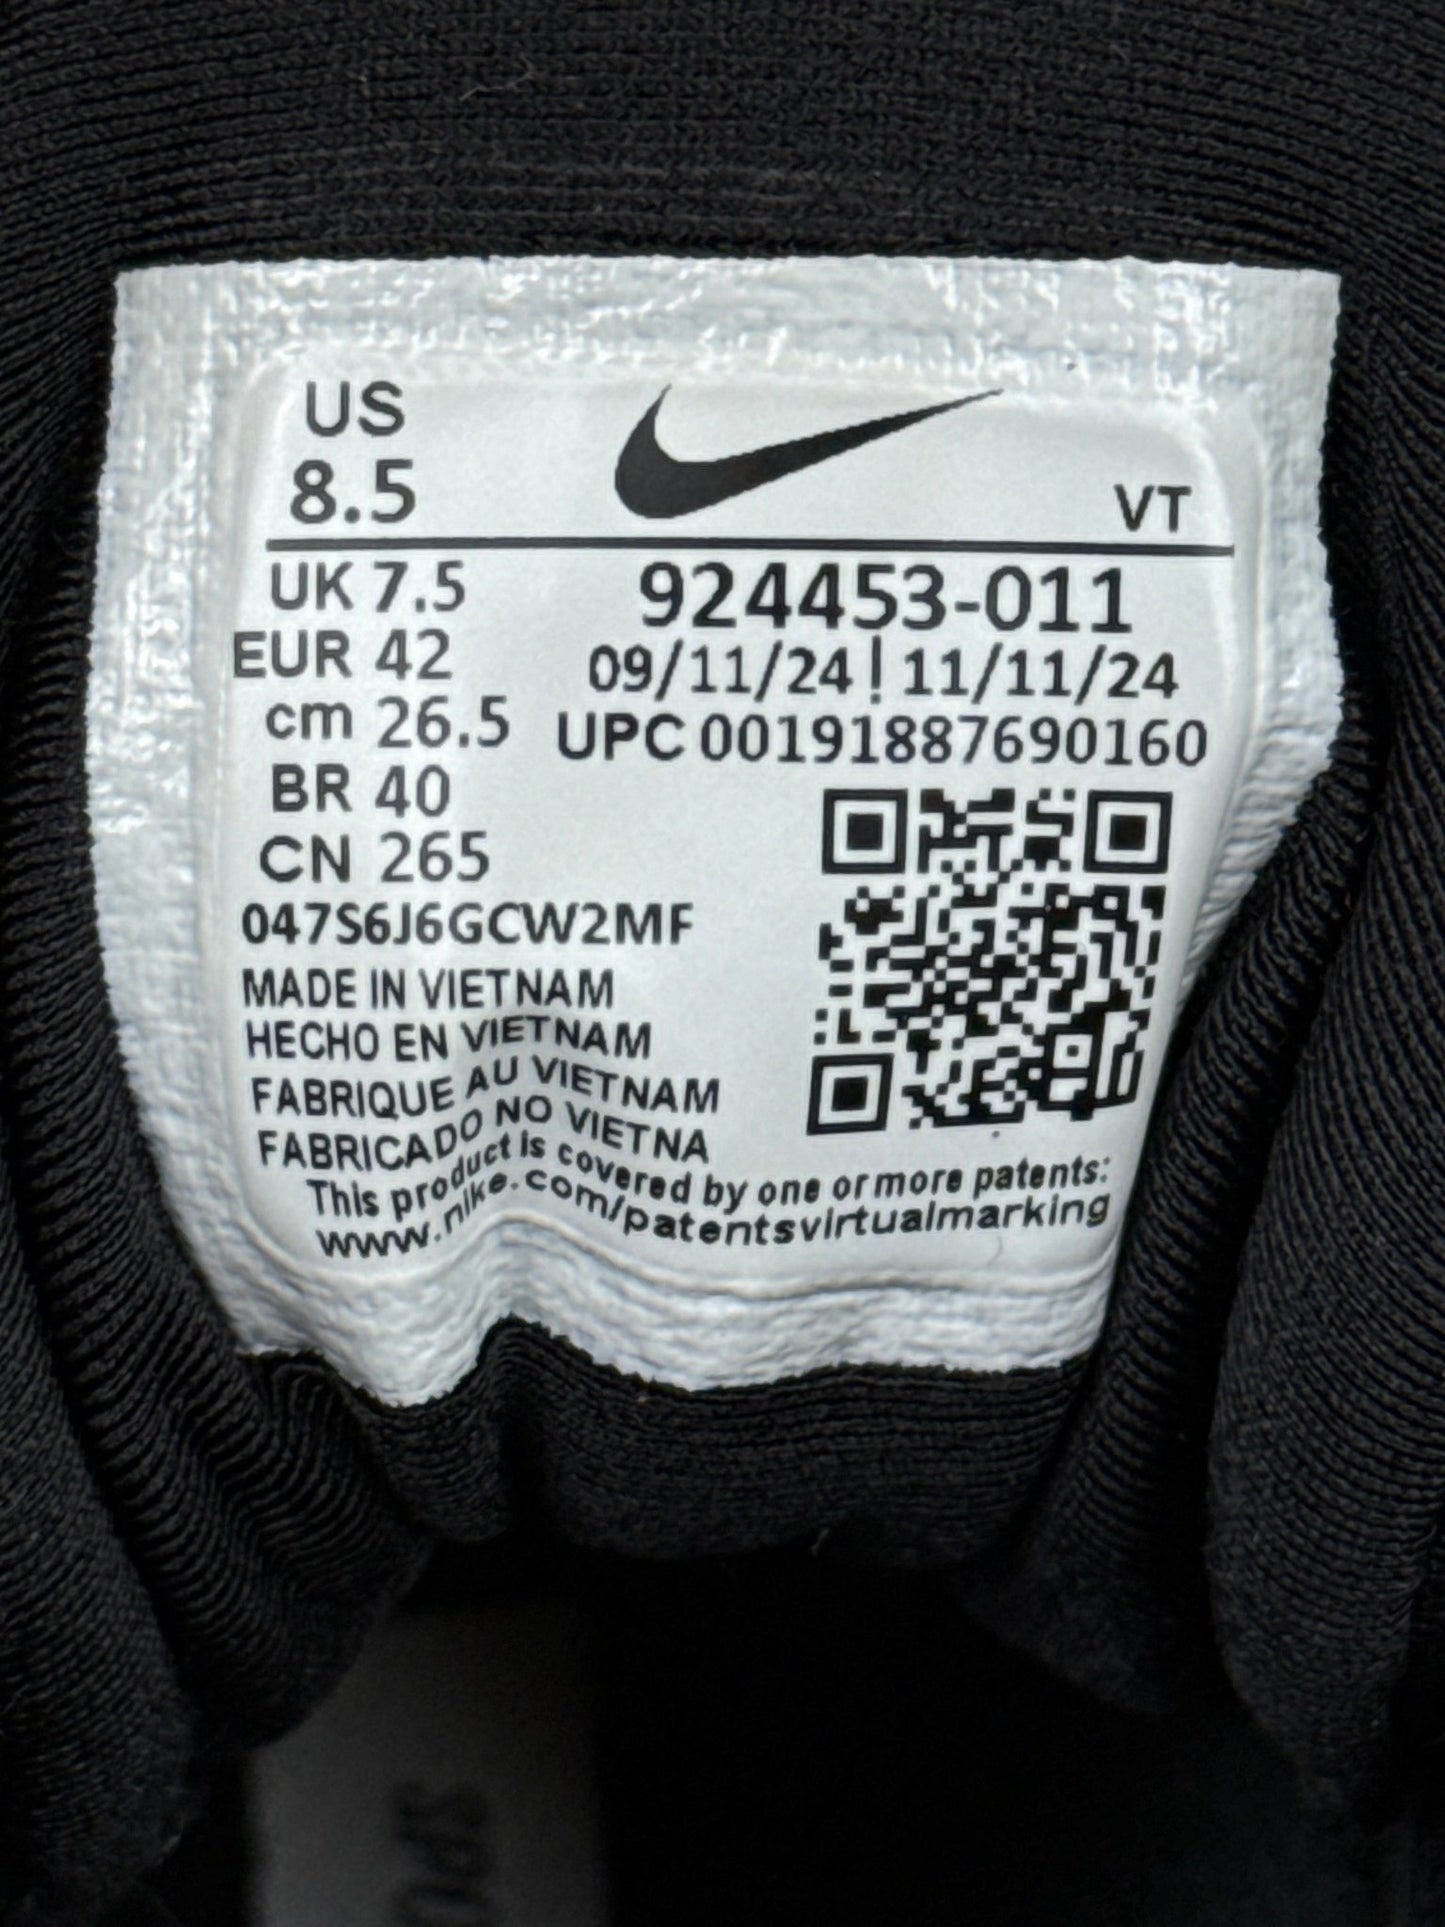 US
8.5
VT
UK 7.5
924453-011
EUR 42
09/11/24 ¦ 11/11/24
cm 26.5
UPC 00191887690160
BR 40
CN 265
047S6J6GCW2MF
MADE IN VIETNAM
HECHO EN VIETNAM
FABRIQUE AU VIETNAM
FABRICADO NO VIETNA
This product is covered by one or more patents:
www.nike.com/patentsvirtualmarking